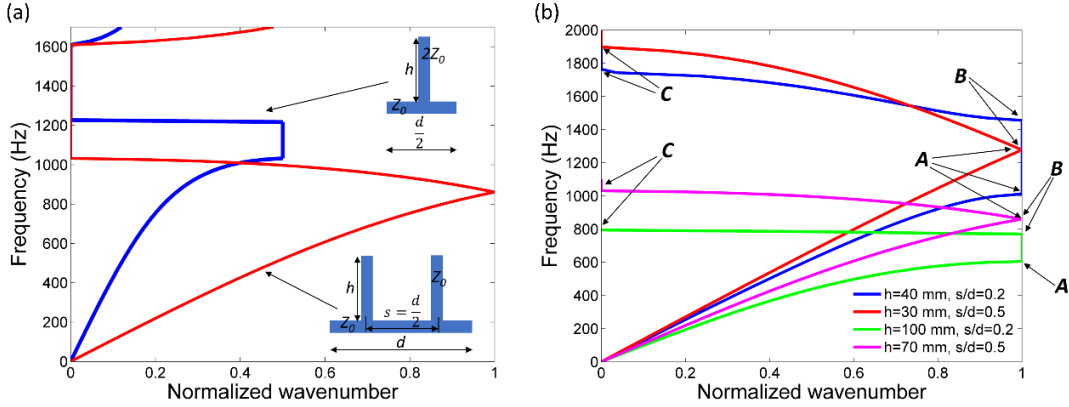 (a)
1600
1400
1200
1000
800
600
400
200
0
Frequency (Hz)
0
0.2
0.4
0.6
0.8
1
Normalized wavenumber
h
2Z₀
Z₀
d
2
h
Z₀
s = d/2
Z₀
d
(b)
2000
1800
1600
1400
1200
1000
800
600
400
200
0
Frequency (Hz)
0
0.2
0.4
0.6
0.8
1
Normalized wavenumber
C
B
A
C
B
A
h=40 mm, s/d=0.2
h=30 mm, s/d=0.5
h=100 mm, s/d=0.2
h=70 mm, s/d=0.5